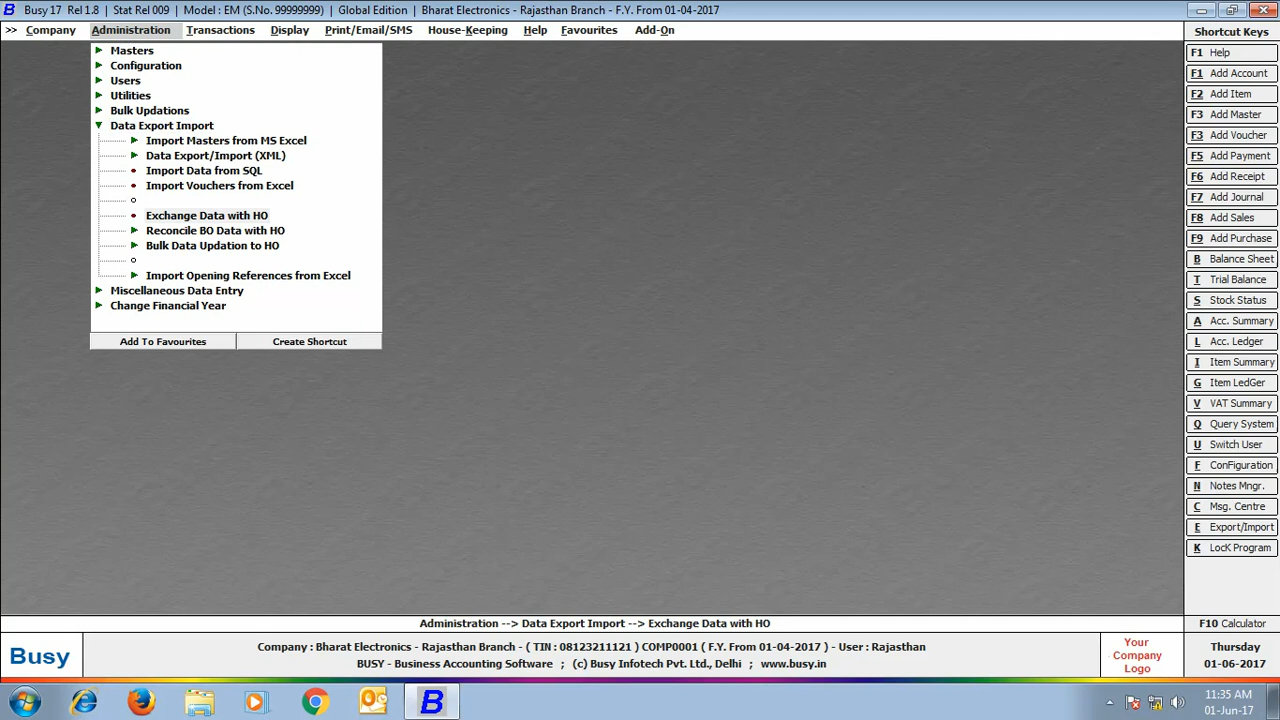 Busy 17 Rel 1.8 | Stat Rel 009 | Model : EM (S.No. 99999999) | Global Edition | Bharat Electronics - Rajasthan Branch - F.Y. From 01-04-2017
>> Company Administration Transactions Display Print/Email/SMS House-Keeping Help Favourites Add-On
Masters
Configuration
Users
Utilities
Bulk Updations
Data Export Import
Import Masters from MS Excel
Data Export/Import (XML)
Import Data from SQL
Import Vouchers from Excel
Exchange Data with HO
Reconcile BO Data with HO
Bulk Data Updation to HO
Import Opening References from Excel
Miscellaneous Data Entry
Change Financial Year
Add To Favourites Create Shortcut
Shortcut Keys
F1 Help
F1 Add Account
F2 Add Item
F3 Add Master
F3 Add Voucher
F5 Add Payment
F6 Add Receipt
F7 Add Journal
F8 Add Sales
F9 Add Purchase
B Balance Sheet
T Trial Balance
S Stock Status
A Acc. Summary
L Acc. Ledger
I Item Summary
G Item LedGer
V VAT Summary
Q Query System
U Switch User
F ConFiguration
N Notes Mngr.
C Msg. Centre
E Export/Import
K LocK Program
F10 Calculator
Administration --> Data Export Import --> Exchange Data with HO
Busy
Company : Bharat Electronics - Rajasthan Branch - ( TIN : 08123211121 ) COMP0001 ( F.Y. From 01-04-2017 ) - User : Rajasthan
BUSY - Business Accounting Software ; (c) Busy Infotech Pvt. Ltd., Delhi ; www.busy.in
Your
Company
Logo
Thursday
01-06-2017
11:35 AM
01-Jun-17